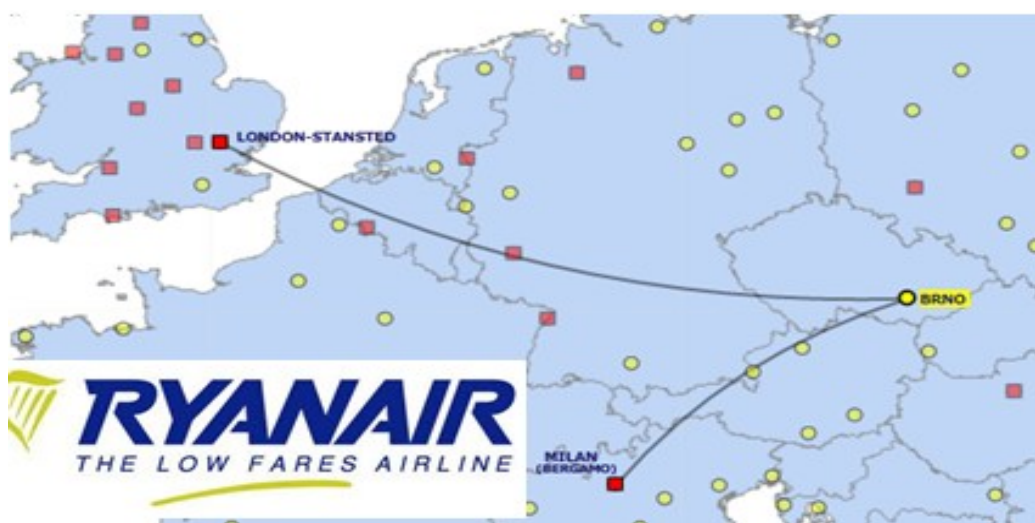 LONDON-STANSTED
BRNO
MILAN
(BERGAMO)
RYANAIR
THE LOW FARES AIRLINE